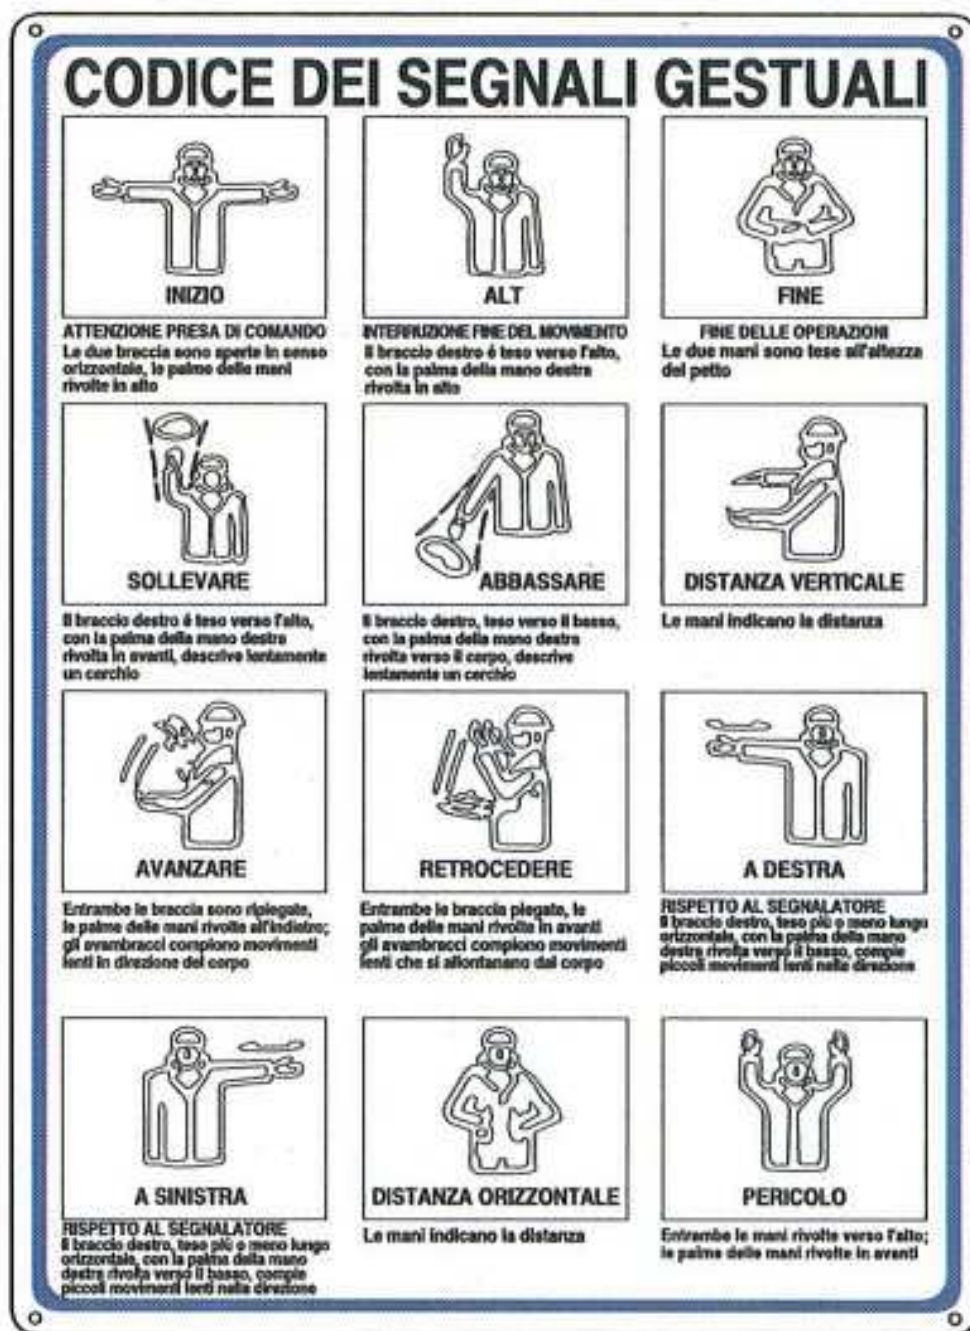 CODICE DEI SEGNALI GESTUALI
INIZIO
ATTENZIONE PRESA DI COMANDO
Le due braccia sono aperte in senso
orizzontale, le palme delle mani
rivolte in alto
ALT
INTERRUZIONE FINE DEL MOVIMENTO
Il braccio destro é teso verso l'alto,
con la palma della mano destra
rivolta in alto
FINE
FINE DELLE OPERAZIONI
Le due mani sono tese all'altezza
del petto
SOLLEVARE
Il braccio destro é teso verso l'alto,
con la palma della mano destra
rivolta in avanti, descrive lentamente
un cerchio
ABBASSARE
Il braccio destro, teso verso il basso,
con la palma della mano destra
rivolta verso il corpo, descrive
lentamente un cerchio
DISTANZA VERTICALE
Le mani indicano la distanza
AVANZARE
Entrambe le braccia sono ripiegate,
le palme delle mani rivolte all'indietro;
gli avambracci compiono movimenti
lenti in direzione del corpo
RETROCEDERE
Entrambe le braccia piegate, le
palme delle mani rivolte in avanti
gli avambracci compiono movimenti
lenti che si allontanano dal corpo
A DESTRA
RISPETTO AL SEGNALATORE
Il braccio destro, teso più o meno lungo
orizzontale, con la palma della mano
destra rivolta verso il basso, compie
piccoli movimenti lenti nella direzione
A SINISTRA
RISPETTO AL SEGNALATORE
Il braccio destro, teso più o meno lungo
orizzontale, con la palma della mano
destra rivolta verso il basso, compie
piccoli movimenti lenti nella direzione
DISTANZA ORIZZONTALE
Le mani indicano la distanza
PERICOLO
Entrambe le mani rivolte verso l'alto;
le palme delle mani rivolte in avanti